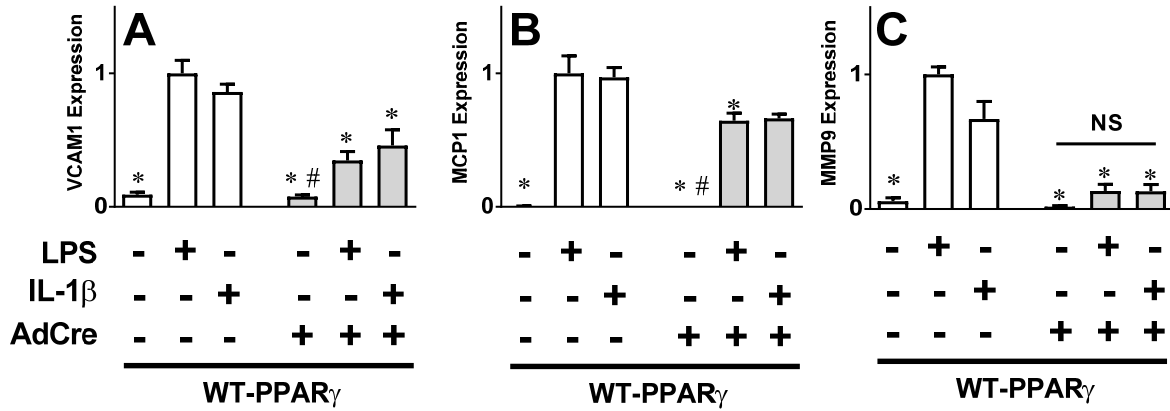 A
VCAM1 Expression
1
0
*
* #
*
*
B
MCP1 Expression
1
0
*
* #
*
C
MMP9 Expression
1
0
*
NS
*
*
*
LPS - + - - + - - + - - + - - + - - + -
IL-1β - - + - - + - - + - - + - - + - - +
AdCre - - - + + + - - - + + + - - - + + +
WT-PPARγ WT-PPARγ WT-PPARγ